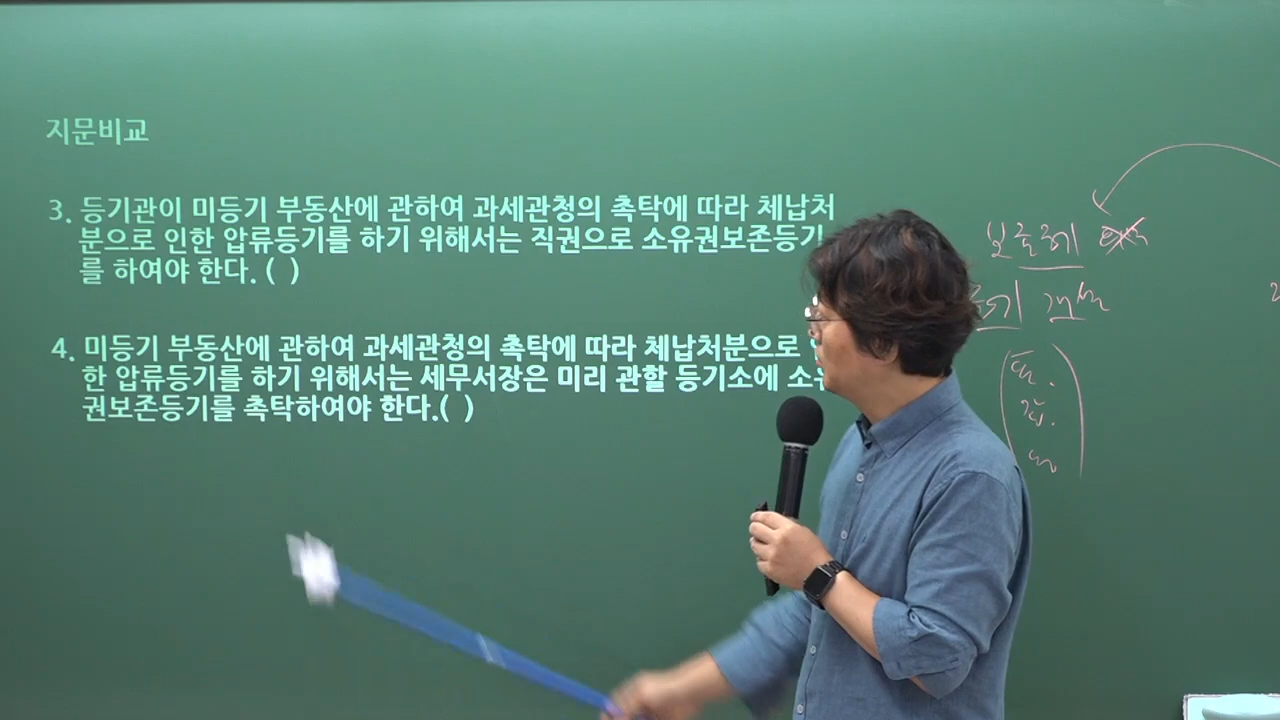 지문비교
3. 등기관이 미등기 부동산에 관하여 과세관청의 촉탁에 따라 체납처
분으로 인한 압류등기를 하기 위해서는 직권으로 소유권보존등기
를 하여야 한다. ( )
4. 미등기 부동산에 관하여 과세관청의 촉탁에 따라 체납처분으로
한 압류등기를 하기 위해서는 세무서장은 미리 관할 등기소에
권보존등기를 촉탁하여야 한다.( )